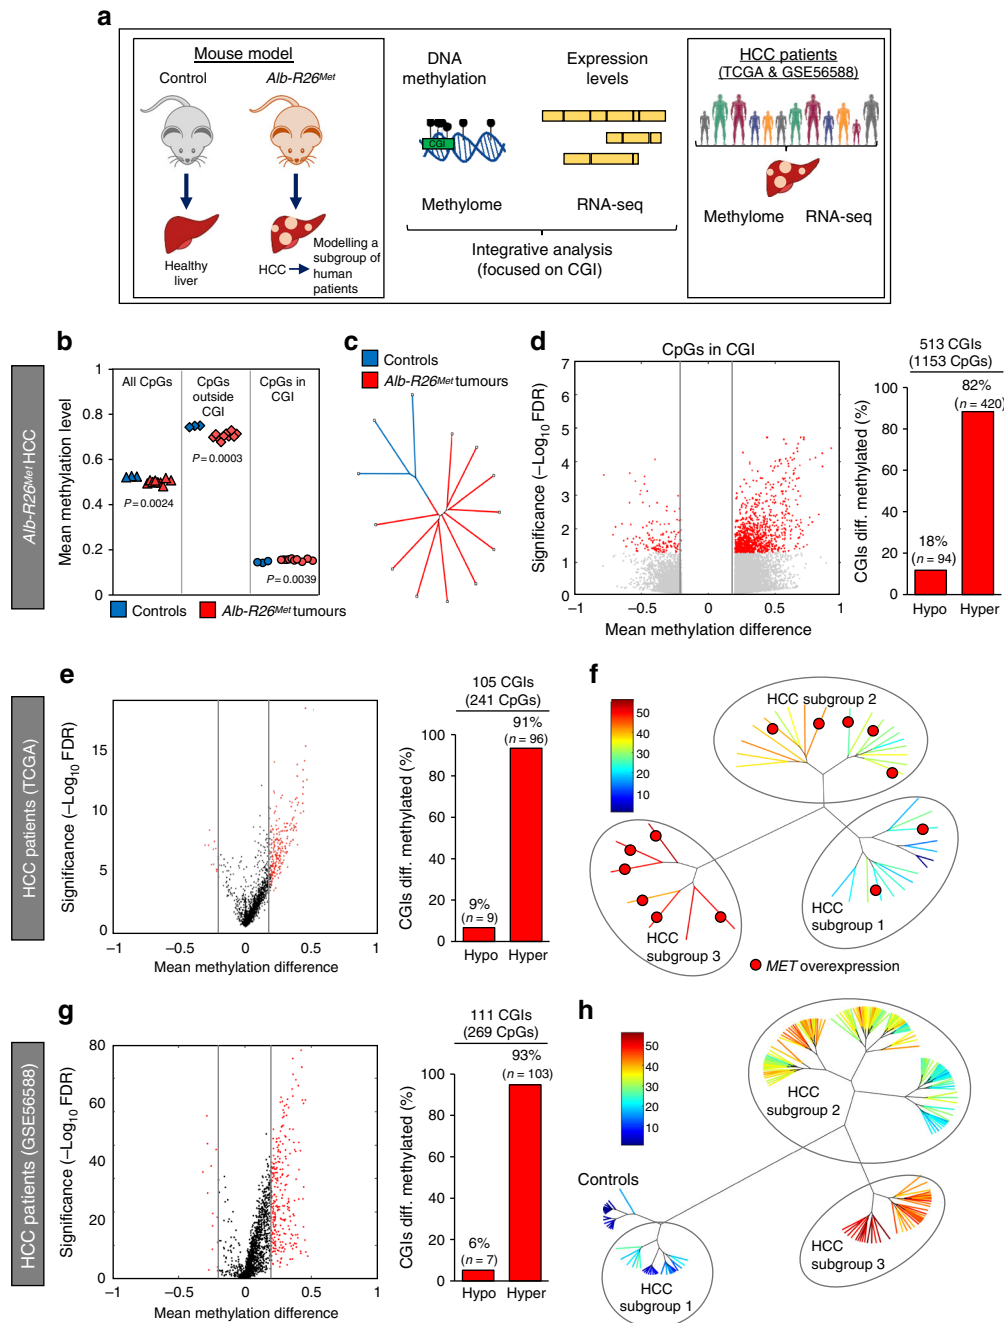 a
Mouse model
Control
Alb-R26Met
Healthy
liver
HCC
Modelling a
subgroup of
human
patients
DNA
methylation
CGI
Methylome
Expression
levels
RNA-seq
Integrative analysis
(focused on CGI)
HCC patients
(TCGA & GSE56588)
Methylome
RNA-seq
Alb-R26Met HCC
b
Mean methylation level
1
0.8
0.6
0.4
0.2
0
All CpGs
CpGs
outside
CGI
CpGs in
CGI
P = 0.0024
P = 0.0003
P = 0.0039
Controls
Alb-R26Met tumours
c
Controls
Alb-R26Met tumours
d
CpGs in CGI
Significance (–Log10 FDR)
7
6
5
4
3
2
1
0
–1
–0.5
0
0.5
1
Mean methylation difference
513 CGIs
(1153 CpGs)
CGIs diff. methylated (%)
100
80
60
40
20
0
18%
(n = 94)
82%
(n = 420)
Hypo
Hyper
HCC patients (TCGA)
e
Significance (–Log10 FDR)
15
10
5
0
–1
–0.5
0
0.5
1
Mean methylation difference
105 CGIs
(241 CpGs)
CGIs diff. methylated (%)
100
80
60
40
20
0
9%
(n = 9)
91%
(n = 96)
Hypo
Hyper
f
50
40
30
20
10
HCC subgroup 2
HCC
subgroup 1
HCC
subgroup 3
MET overexpression
HCC patients (GSE56588)
g
Significance (–Log10 FDR)
80
60
40
20
0
–1
–0.5
0
0.5
1
Mean methylation difference
111 CGIs
(269 CpGs)
CGIs diff. methylated (%)
100
80
60
40
20
0
6%
(n = 7)
93%
(n = 103)
Hypo
Hyper
h
50
40
30
20
10
HCC
subgroup 2
Controls
HCC
subgroup 1
HCC
subgroup 3